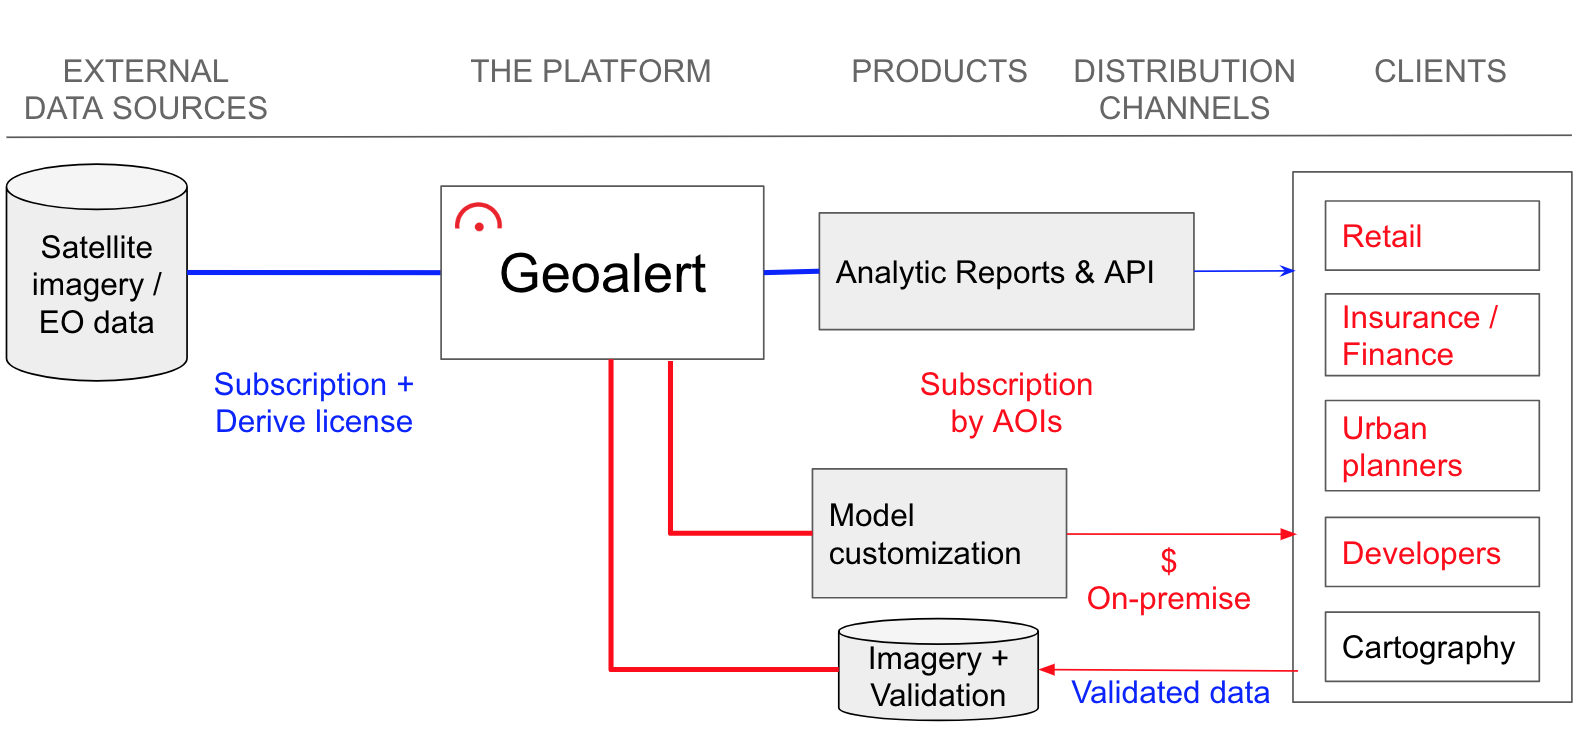 EXTERNAL
DATA SOURCES
THE PLATFORM
PRODUCTS
DISTRIBUTION
CHANNELS
CLIENTS
Satellite
imagery /
EO data
Subscription +
Derive license
Geoalert
Analytic Reports & API
Subscription
by AOIs
Model
customization
$
On-premise
Imagery +
Validation
Validated data
Retail
Insurance /
Finance
Urban
planners
Developers
Cartography